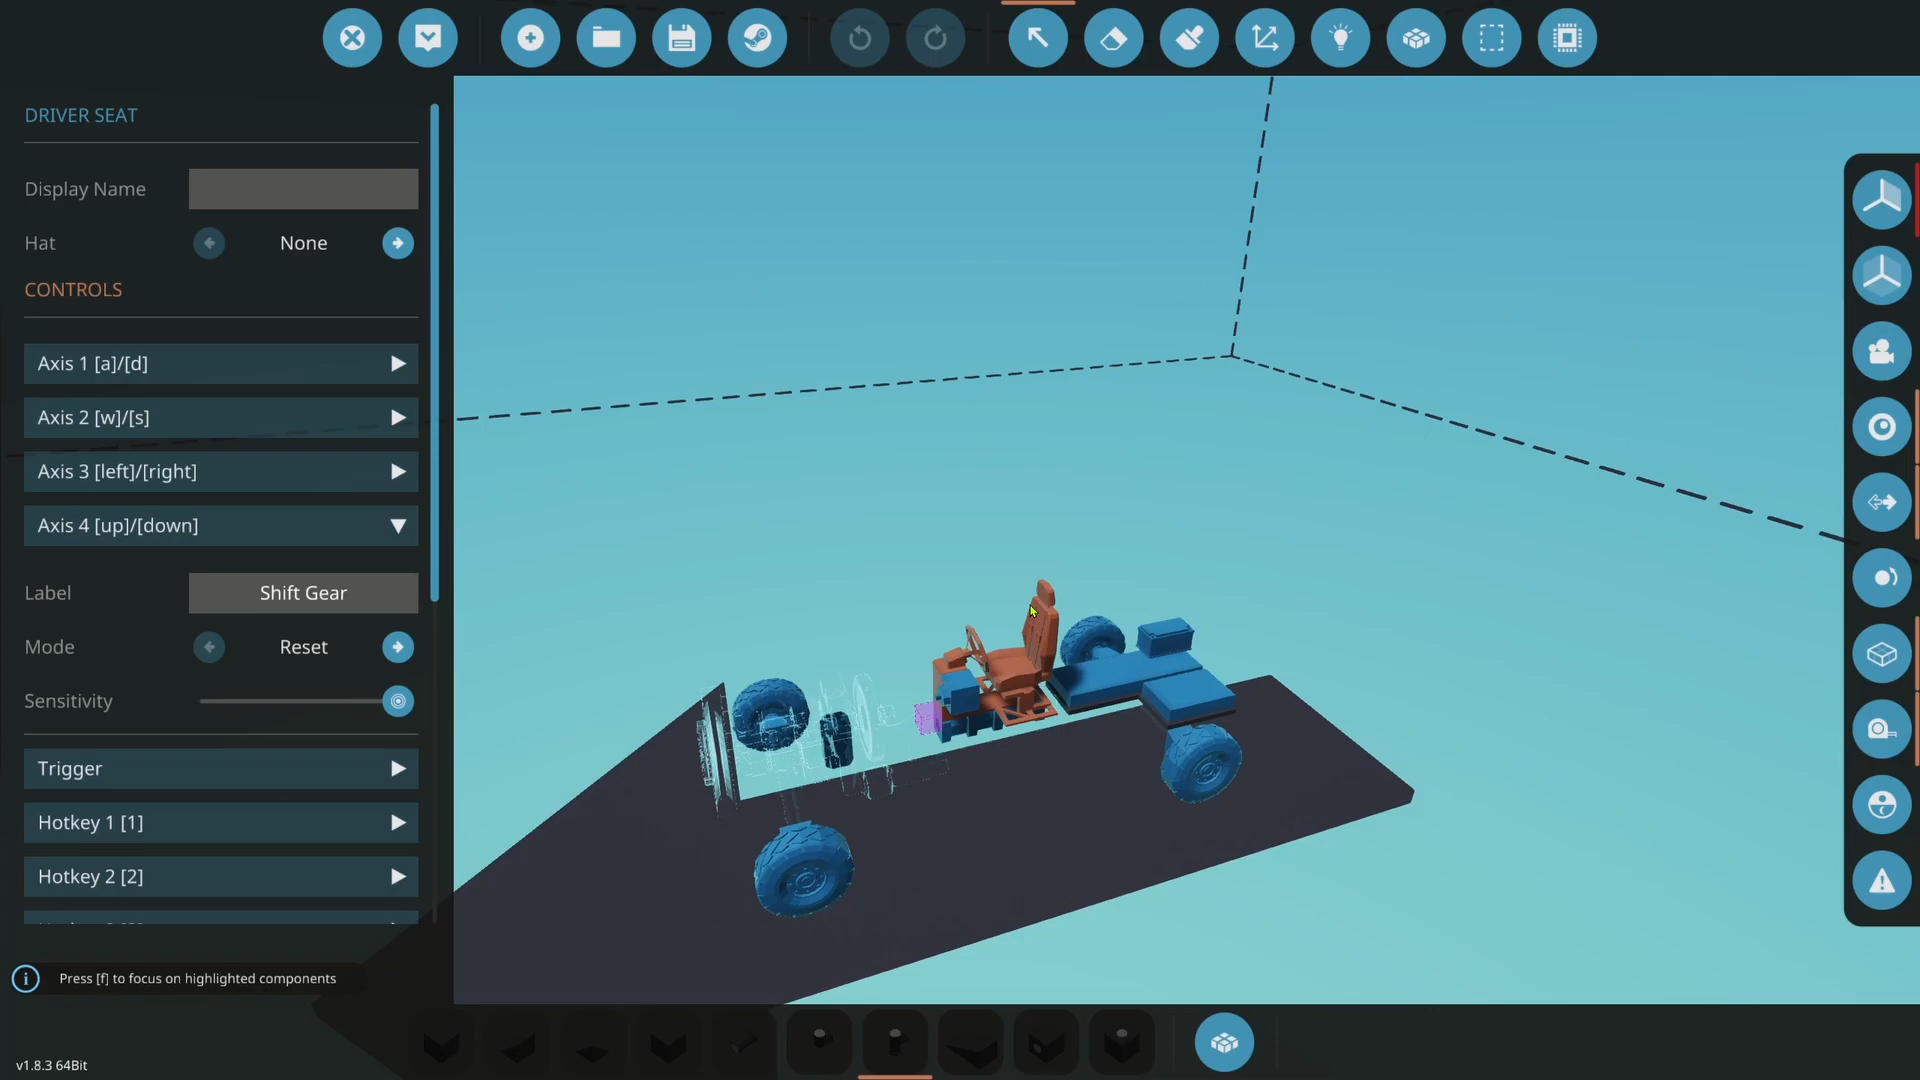 DRIVER SEAT
Display Name
Hat
None
CONTROLS
Axis 1 [a]/[d]
Axis 2 [w]/[s]
Axis 3 [left]/[right]
Axis 4 [up]/[down]
Label
Shift Gear
Mode
Reset
Sensitivity
Trigger
Hotkey 1 [1]
Hotkey 2 [2]
Press [f] to focus on highlighted components
v1.8.3 64Bit